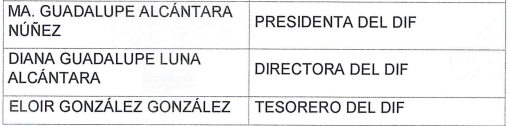 MA. GUADALUPE ALCÁNTARA
NÚÑEZ
PRESIDENTA DEL DIF
DIANA GUADALUPE LUNA
ALCÁNTARA
DIRECTORA DEL DIF
ELOIR GONZÁLEZ GONZÁLEZ
TESORERO DEL DIF